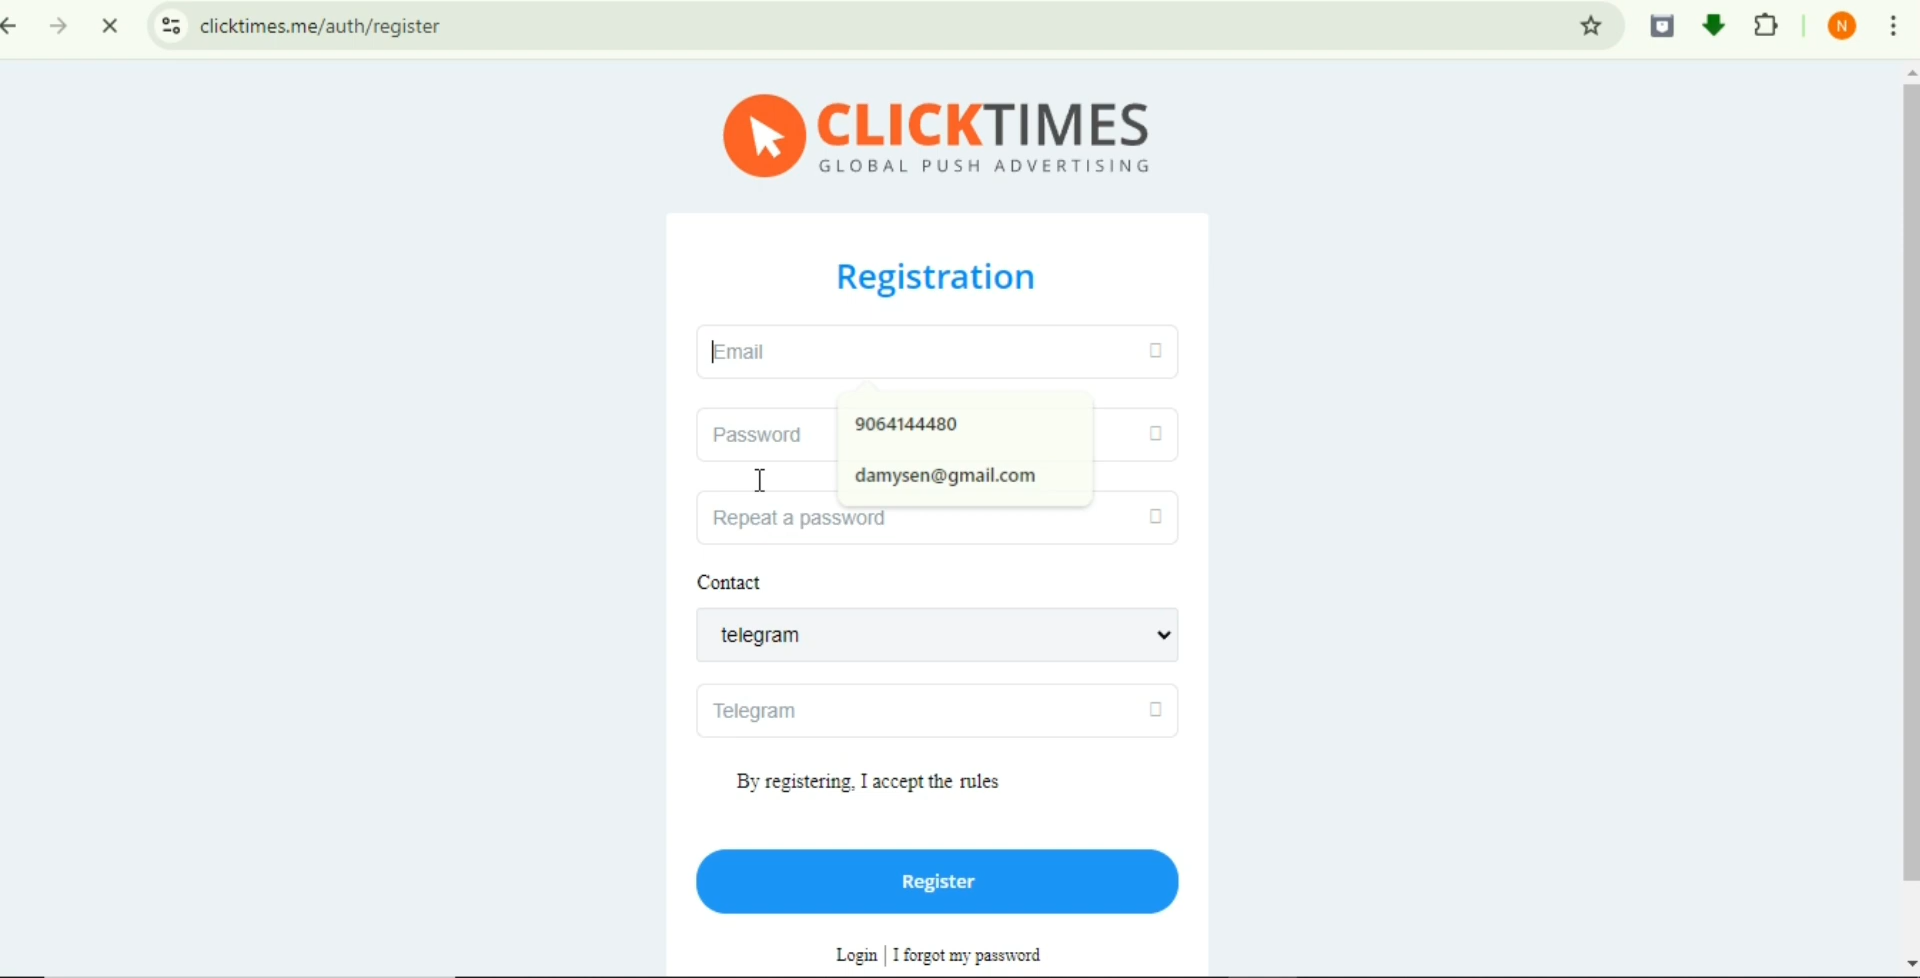 clicktimes.me/auth/register
N
CLICKTIMES
GLOBAL PUSH ADVERTISING
Registration
Email
9064144480
Password
damysen@gmail.com
Repeat a password
Contact
telegram
Telegram
By registering, I accept the rules
Register
Login | I forgot my password